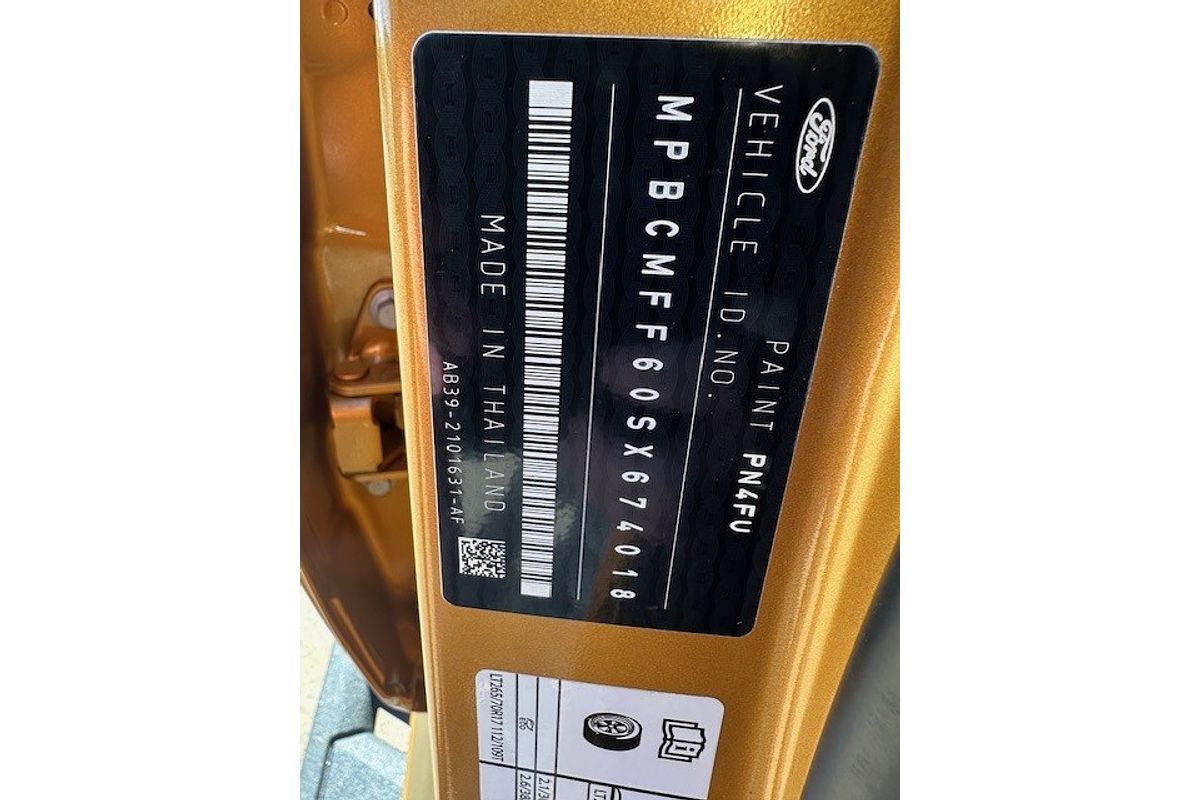 Ford
PAINT PN4FU
VEHICLE ID.NO.
MPBCMFF60SX674018
MADE IN THAILAND
AB39-2101631-AF
LT265/70R17 112/109T